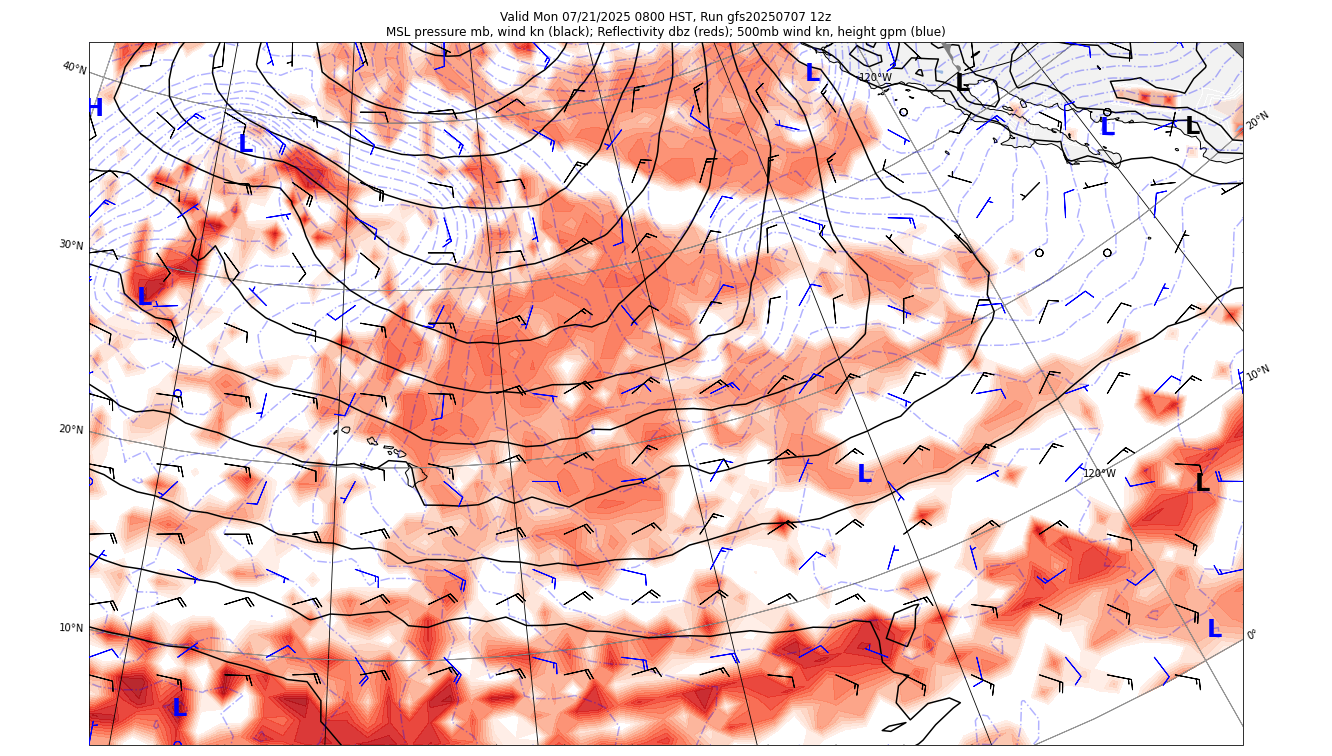 Valid Mon 07/21/2025 0800 HST, Run gfs20250707 12z
MSL pressure mb, wind kn (black); Reflectivity dbz (reds); 500mb wind kn, height gpm (blue)
40°N
L
120°W
L
H
L
L
20°N
L
30°N
L
10°N
20°N
L
120°W
L
10°N
L
0°
L